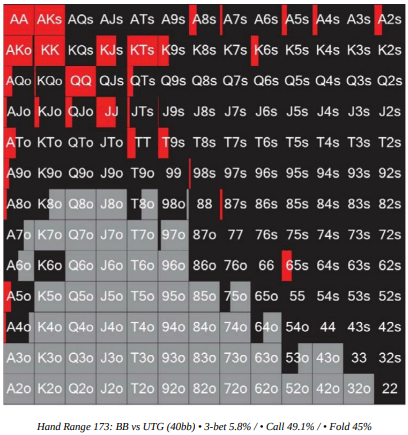 AA AKs AQs AJs ATs A9s A8s A7s A6s A5s A4s A3s A2s
AKo KK KQs KJs KTs K9s K8s K7s K6s K5s K4s K3s K2s
AQo KQo QQ QJs QTs Q9s Q8s Q7s Q6s Q5s Q4s Q3s Q2s
AJo KJo QJo JJ JTs J9s J8s J7s J6s J5s J4s J3s J2s
ATo KTo QTo JTo TT T9s T8s T7s T6s T5s T4s T3s T2s
A9o K9o Q9o J9o T9o 99 98s 97s 96s 95s 94s 93s 92s
A8o K8o Q8o J8o T8o 98o 88 87s 86s 85s 84s 83s 82s
A7o K7o Q7o J7o T7o 97o 87o 77 76s 75s 74s 73s 72s
A6o K6o Q6o J6o T6o 96o 86o 76o 66 65s 64s 63s 62s
A5o K5o Q5o J5o T5o 95o 85o 75o 65o 55 54s 53s 52s
A4o K4o Q4o J4o T4o 94o 84o 74o 64o 54o 44 43s 42s
A3o K3o Q3o J3o T3o 93o 83o 73o 63o 53o 43o 33 32s
A2o K2o Q2o J2o T2o 92o 82o 72o 62o 52o 42o 32o 22
Hand Range 173: BB vs UTG (40bb) • 3-bet 5.8% / • Call 49.1% / • Fold 45%